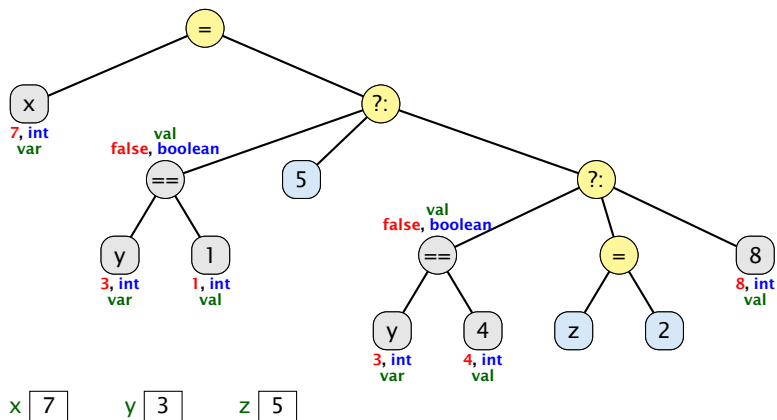 =
x
?:
7, int
var
val
false, boolean
==
5
?:
val
false, boolean
y
1
==
=
8
3, int
1, int
8, int
var
val
val
y
4
z
2
3, int
4, int
var
val
x 7 y 3 z 5